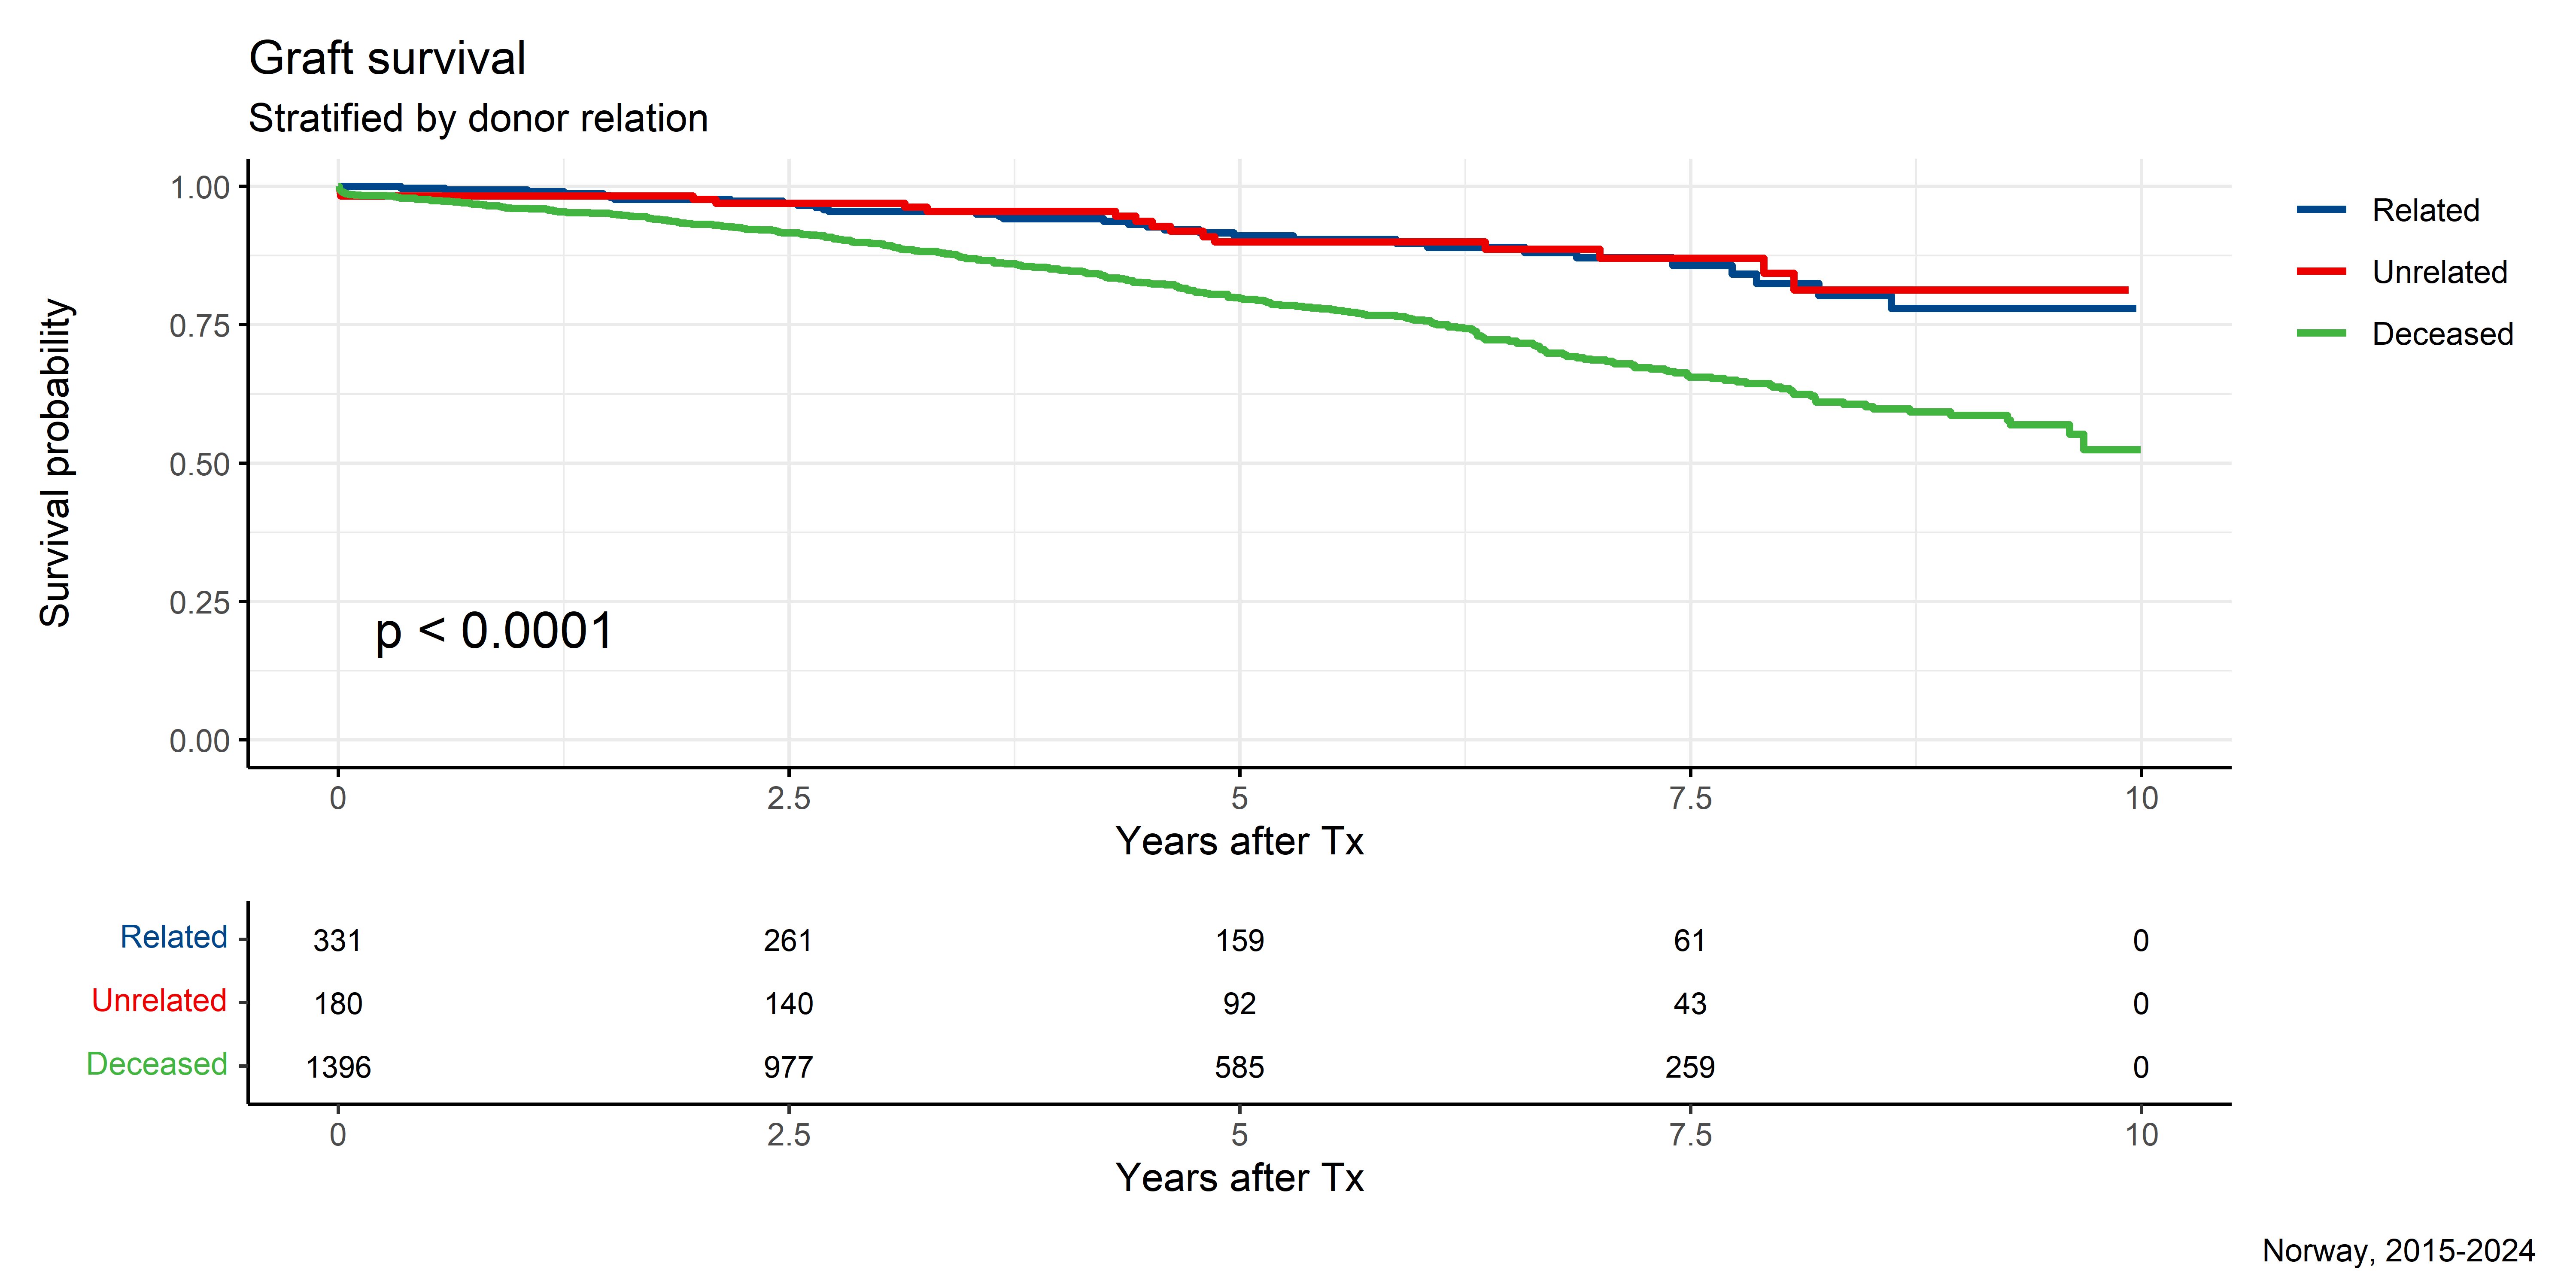 Graft survival
Stratified by donor relation
Survival probability
1.00
0.75
0.50
0.25
0.00
p < 0.0001
0 2.5 5 7.5 10
Years after Tx
Related
Unrelated
Deceased
Related 331 261 159 61 0
Unrelated 180 140 92 43 0
Deceased 1396 977 585 259 0
0 2.5 5 7.5 10
Years after Tx
Norway, 2015-2024